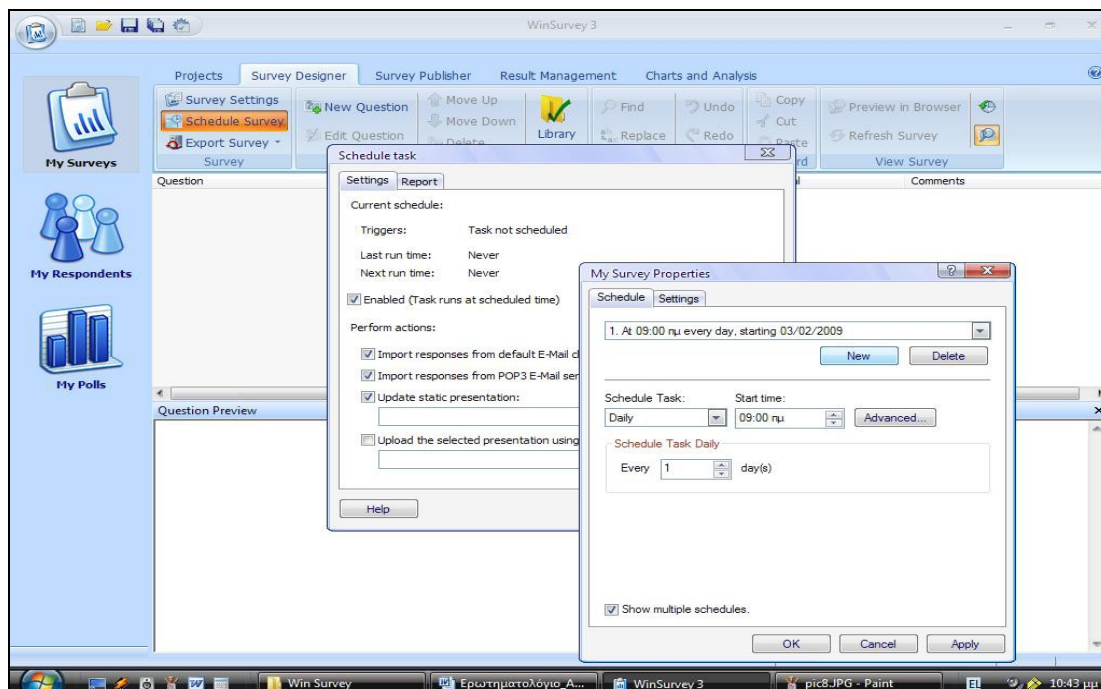 WinSurvey 3
Projects Survey Designer Survey Publisher Result Management Charts and Analysis
Survey Settings
Schedule Survey
Export Survey
Survey
New Question
Edit Question
Move Up
Move Down
Delete
Library
Find
Replace
Undo
Redo
Copy
Cut
Paste
Preview in Browser
Refresh Survey
View Survey
My Surveys
My Respondents
My Polls
Question
Comments
Question Preview
Schedule task
Settings Report
Current schedule:
Triggers: Task not scheduled
Last run time: Never
Next run time: Never
Enabled (Task runs at scheduled time)
Perform actions:
Import responses from default E-Mail cl
Import responses from POP3 E-Mail ser
Update static presentation:
Upload the selected presentation using
Help
My Survey Properties
Schedule Settings
1. At 09:00 πμ every day, starting 03/02/2009
New Delete
Schedule Task: Start time:
Daily 09:00 πμ Advanced...
Schedule Task Daily
Every 1 day(s)
Show multiple schedules.
OK Cancel Apply
Win Survey Ερωτηματολόγιο_Α... WinSurvey 3 pic8.JPG - Paint EL 10:43 μμ